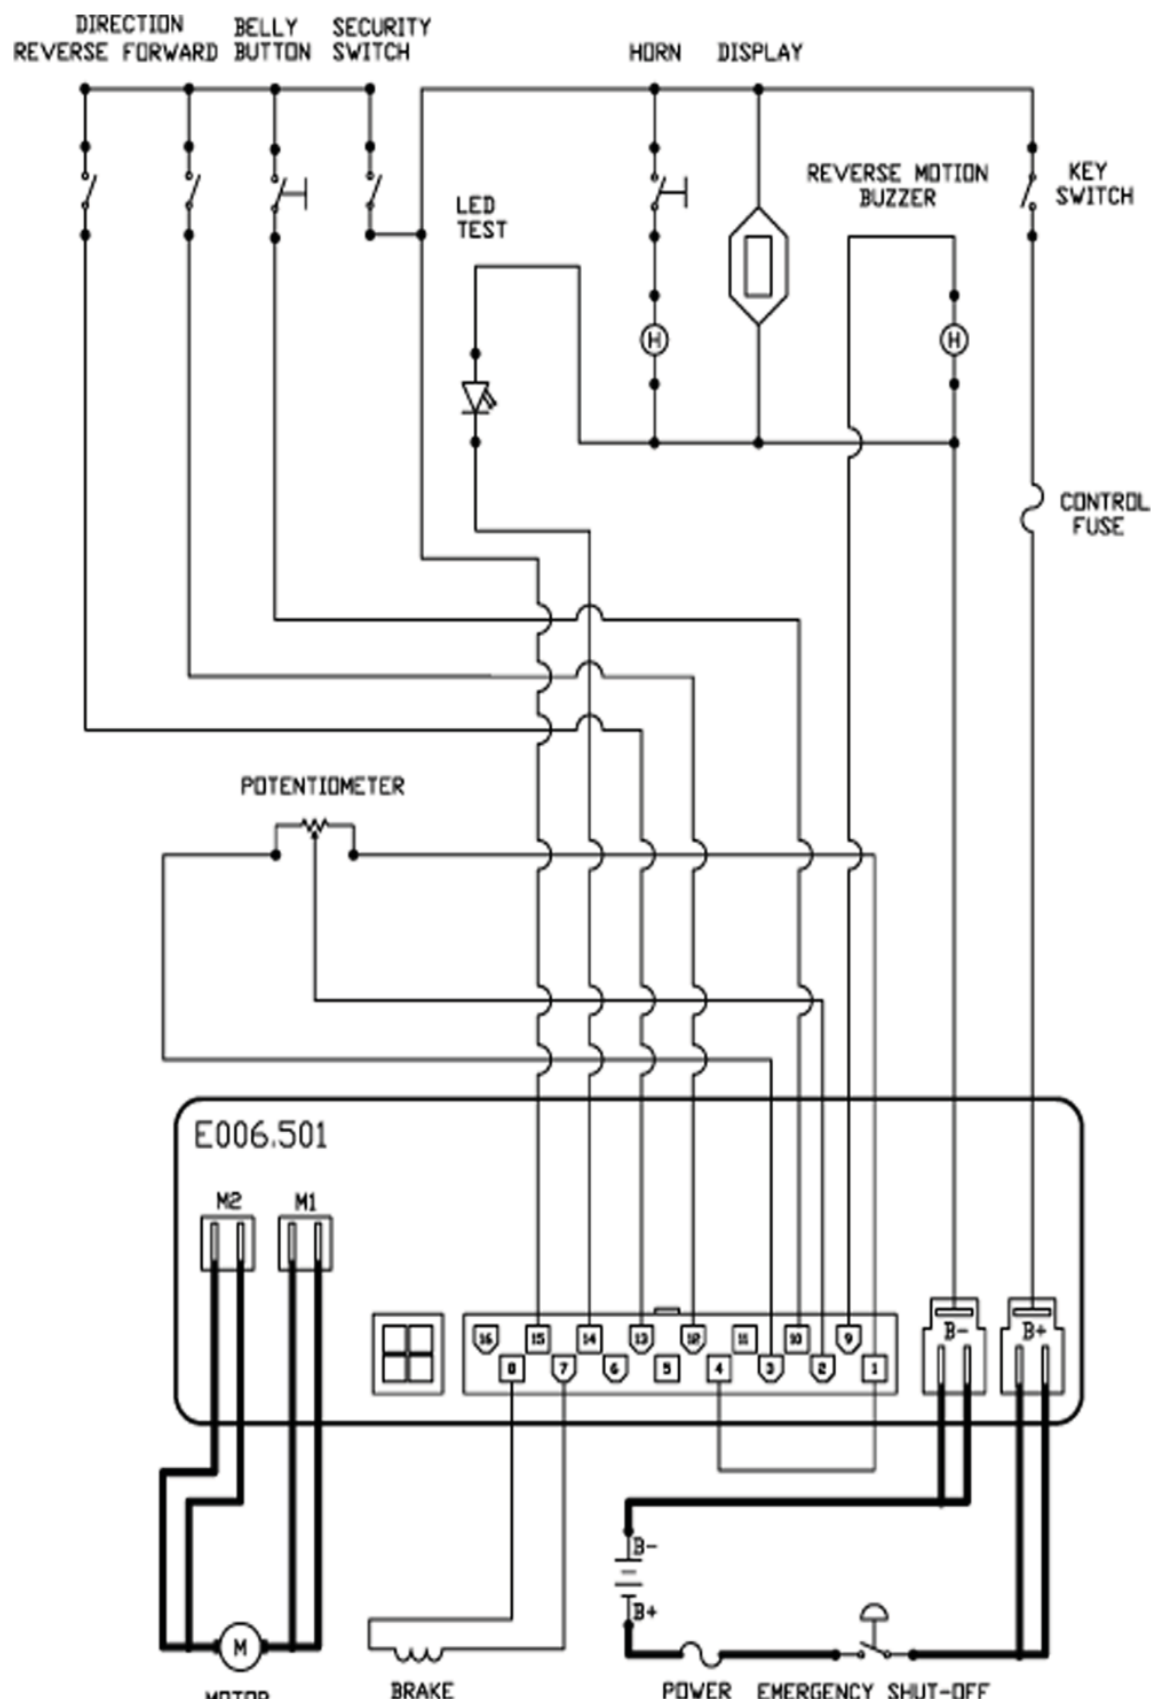 DIRECTION
REVERSE FORWARD
BELLY
BUTTON
SECURITY
SWITCH
HORN
DISPLAY
REVERSE MOTION
BUZZER
KEY
SWITCH
LED
TEST
H
H
CONTROL
FUSE
POTENTIOMETER
E006.501
M2
M1
16
15
14
13
12
11
10
9
8
7
6
5
4
3
2
1
B-
B+
B-
B+
M
MOTOR
BRAKE
POWER
EMERGENCY SHUT-OFF